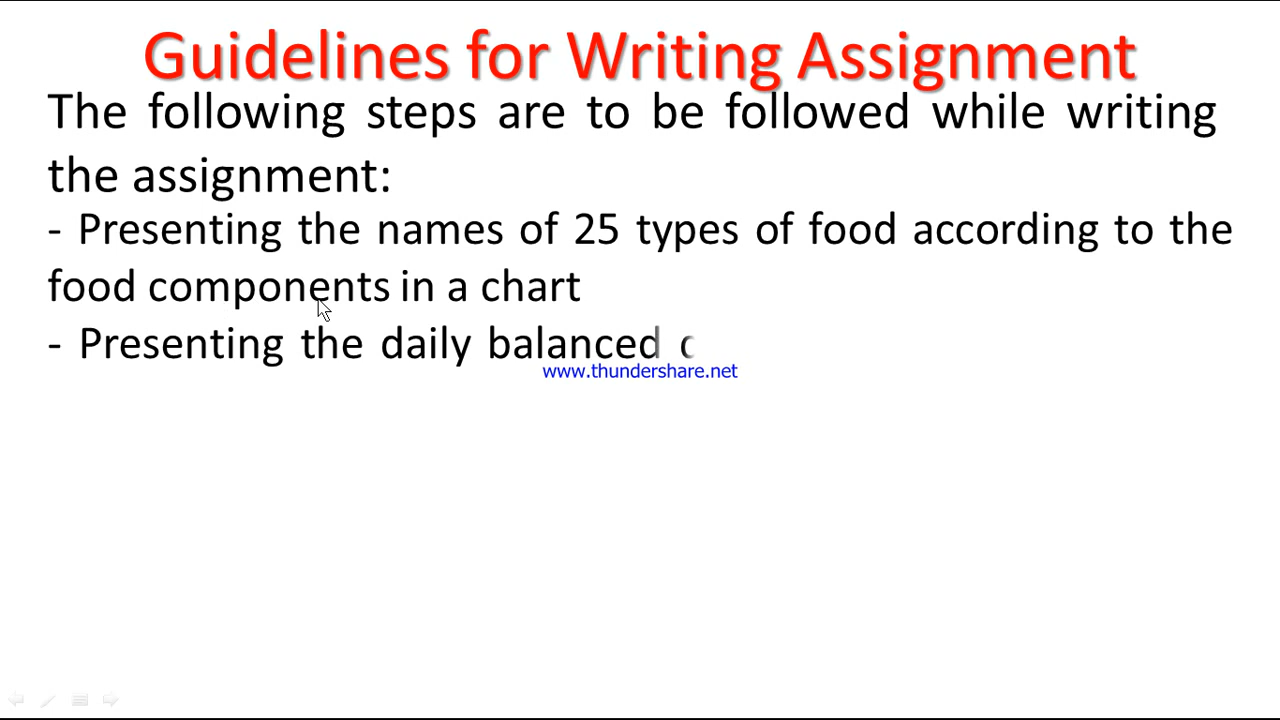 Guidelines for Writing Assignment
The following steps are to be followed while writing
the assignment:
- Presenting the names of 25 types of food according to the
food components in a chart
- Presenting the daily balanced
www.thundershare.net